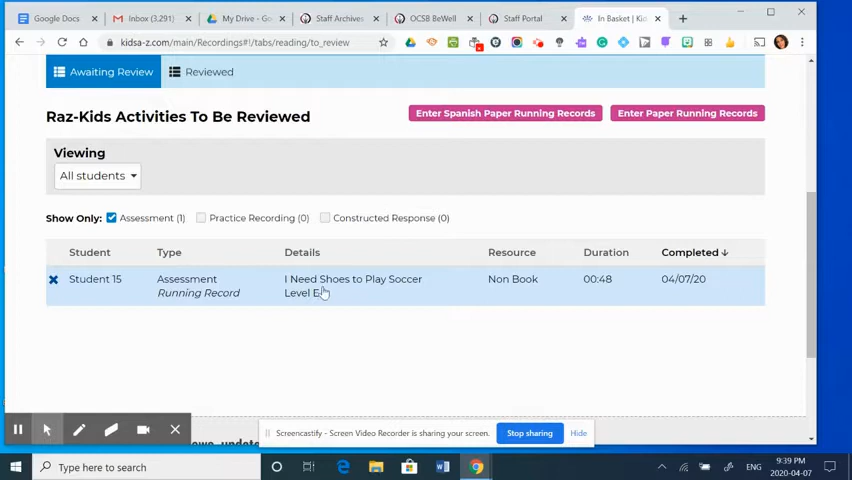 Google Docs
Inbox (3,291)
My Drive - Go
Staff Archives
OCSB BeWell
Staff Portal
In Basket | Kid
kidsa-z.com/main/Recordings#!/tabs/reading/to_review
Awaiting Review
Reviewed
Raz-Kids Activities To Be Reviewed
Enter Spanish Paper Running Records
Enter Paper Running Records
Viewing
All students
Show Only:
Assessment (1)
Practice Recording (0)
Constructed Response (0)
Student Type Details Resource Duration Completed
Student 15 Assessment I Need Shoes to Play Soccer Non Book 00:48 04/07/20
Running Record Level E
Screencastify - Screen Video Recorder is sharing your screen.
Stop sharing
Hide
Type here to search
ENG
9:39 PM
2020-04-07